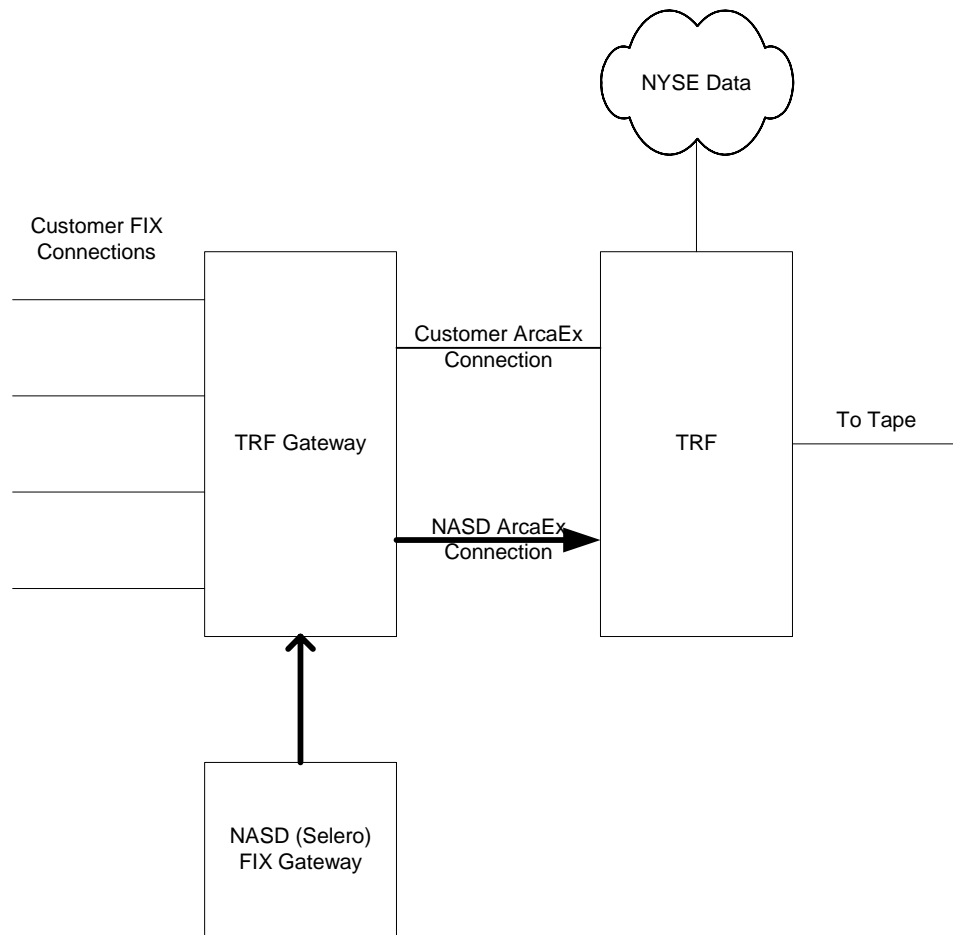 NYSE Data
Customer FIX
Connections
Customer ArcaEx
Connection
TRF Gateway
TRF
To Tape
NASD ArcaEx
Connection
NASD (Selero)
FIX Gateway